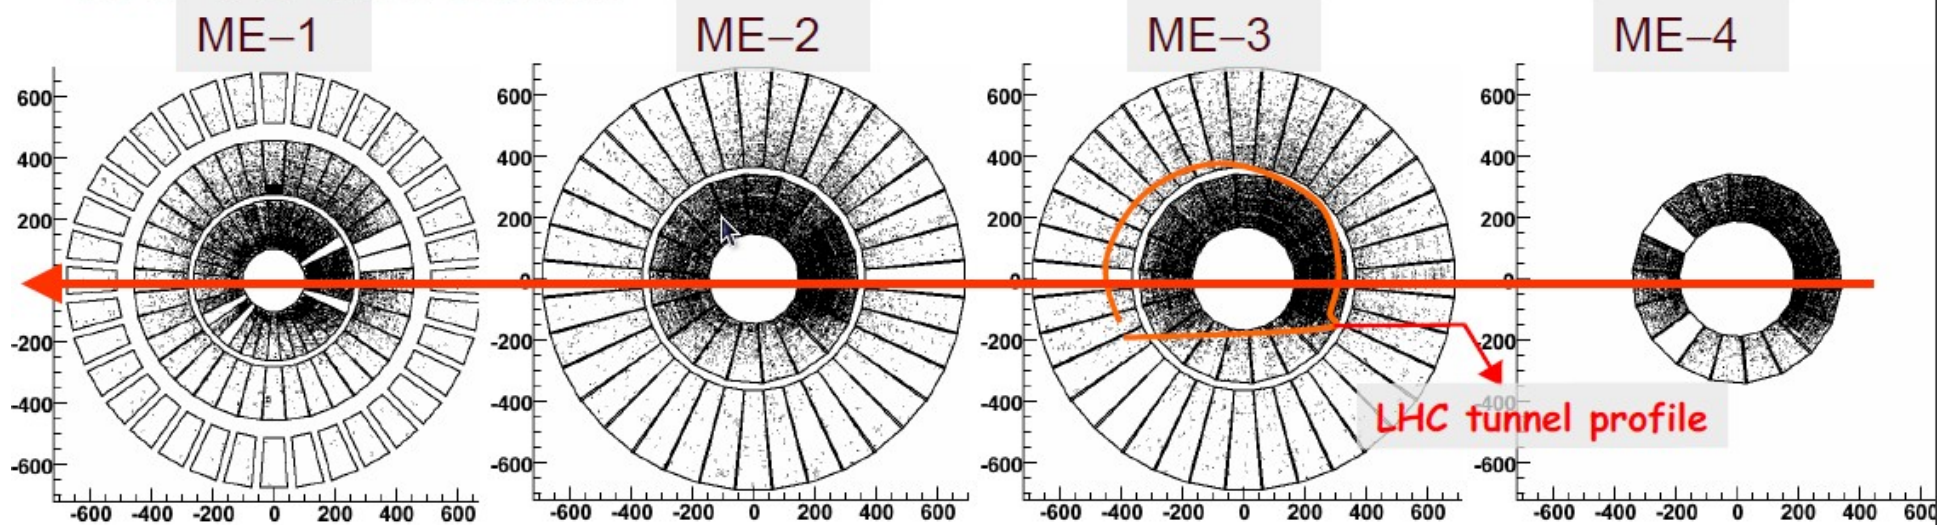 ME–1 ME–2 ME–3 ME–4
600 600 600 600
400 400 400 400
200 200 200 200
0 0 0
-200 -200 -200 -200
-400 -400 -400 -400
LHC tunnel profile
-600 -600 -600 -600
-600 -400 -200 0 200 400 600 -600 -400 -200 0 200 400 600 -600 -400 -200 0 200 400 600 -600 -400 -200 0 200 400 600